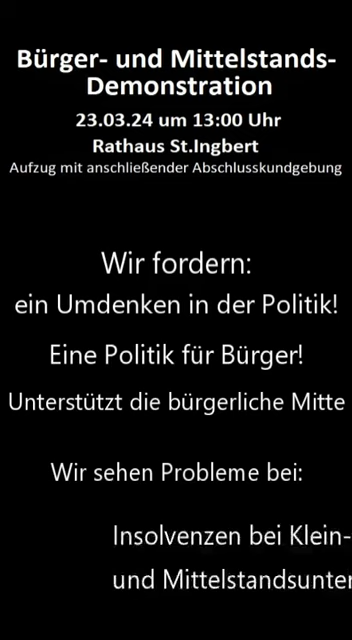 Bürger- und Mittelstands-
Demonstration
23.03.24 um 13:00 Uhr
Rathaus St.Ingbert
Aufzug mit anschließender Abschlusskundgebung
Wir fordern:
ein Umdenken in der Politik!
Eine Politik für Bürger!
Unterstützt die bürgerliche Mitte
Wir sehen Probleme bei:
Insolvenzen bei Klein-
und